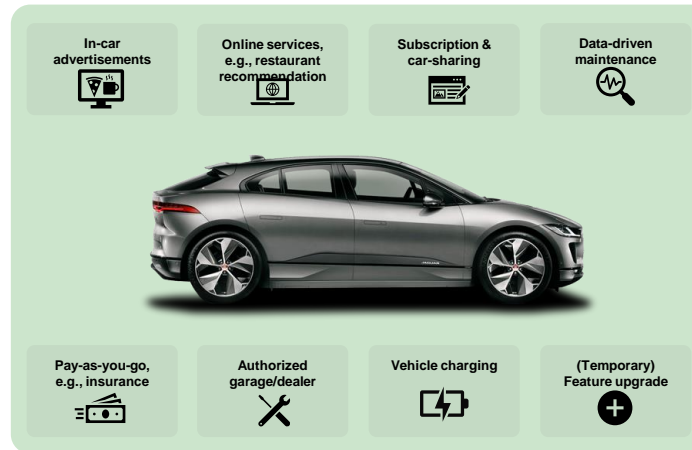 In-car
advertisements
Online services,
e.g., restaurant
recommendation
Subscription &
car-sharing
Data-driven
maintenance
Pay-as-you-go,
e.g., insurance
Authorized
garage/dealer
Vehicle charging
(Temporary)
Feature upgrade